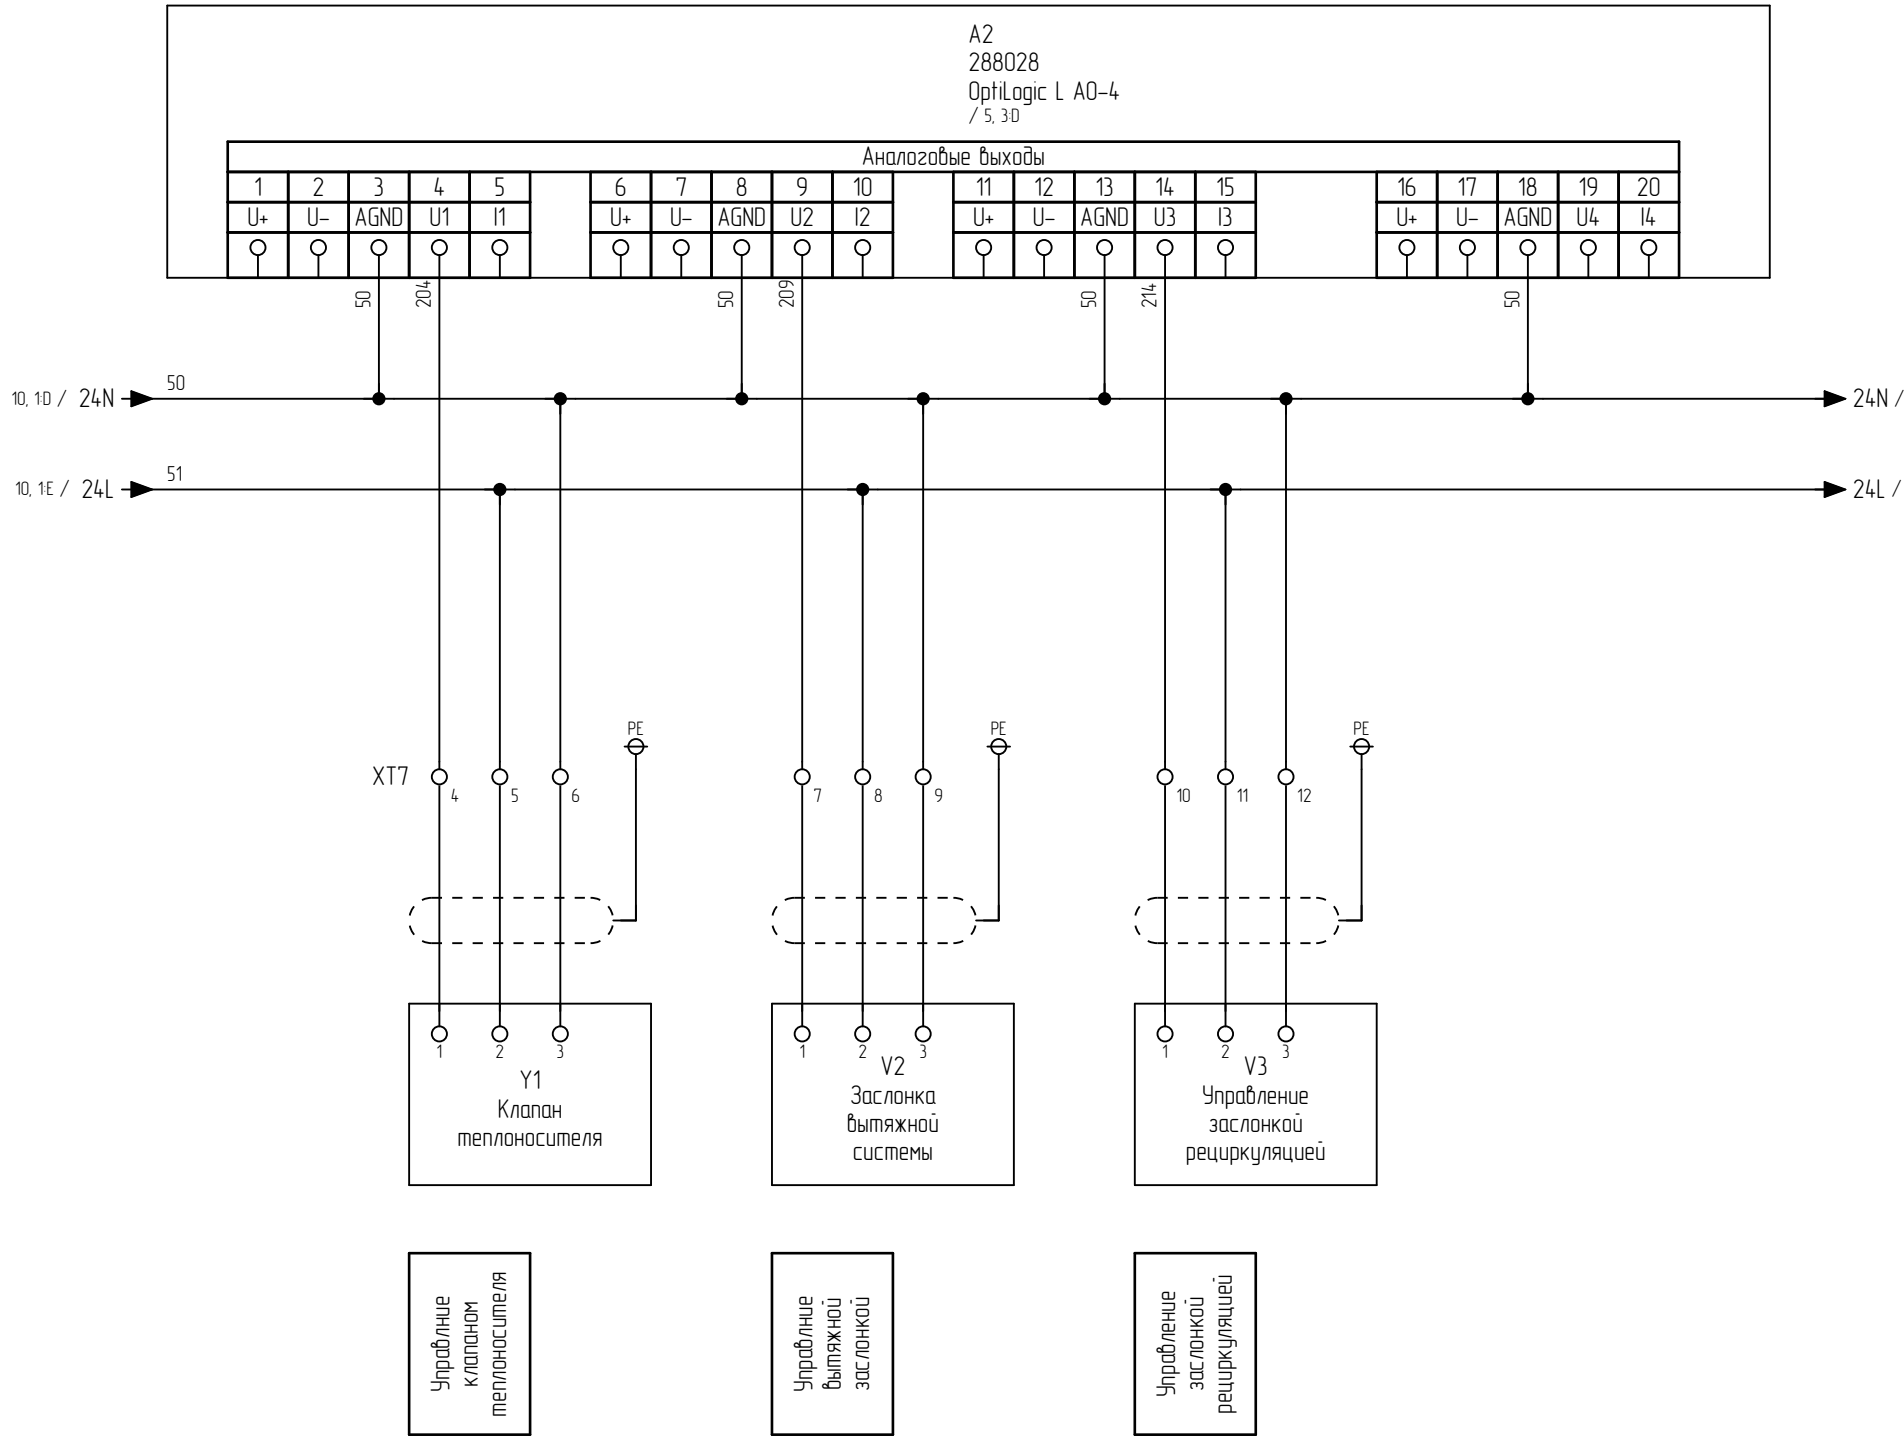 A2
288028
OptiLogic L AO-4
/ 5, 3:D
Аналоговые выходы
1 2 3 4 5 6 7 8 9 10 11 12 13 14 15 16 17 18 19 20
U+ U- AGND U1 I1 U+ U- AGND U2 I2 U+ U- AGND U3 I3 U+ U- AGND U4 I4
50 204 50 209 50 214 50
10, 1:D / 24N 50 24N /
10, 1:E / 24L 51 24L /
PE PE PE
XT7 4 5 6 7 8 9 10 11 12
1 2 3 1 2 3 1 2 3
Y1
Клапан
теплоносителя
V2
Заслонка
вытяжной
системы
V3
Управление
заслонкой
рециркуляцией
Управлние
клапаном
теплоносителя
Управлние
вытяжной
заслонкой
Управление
заслонкой
рециркуляцией